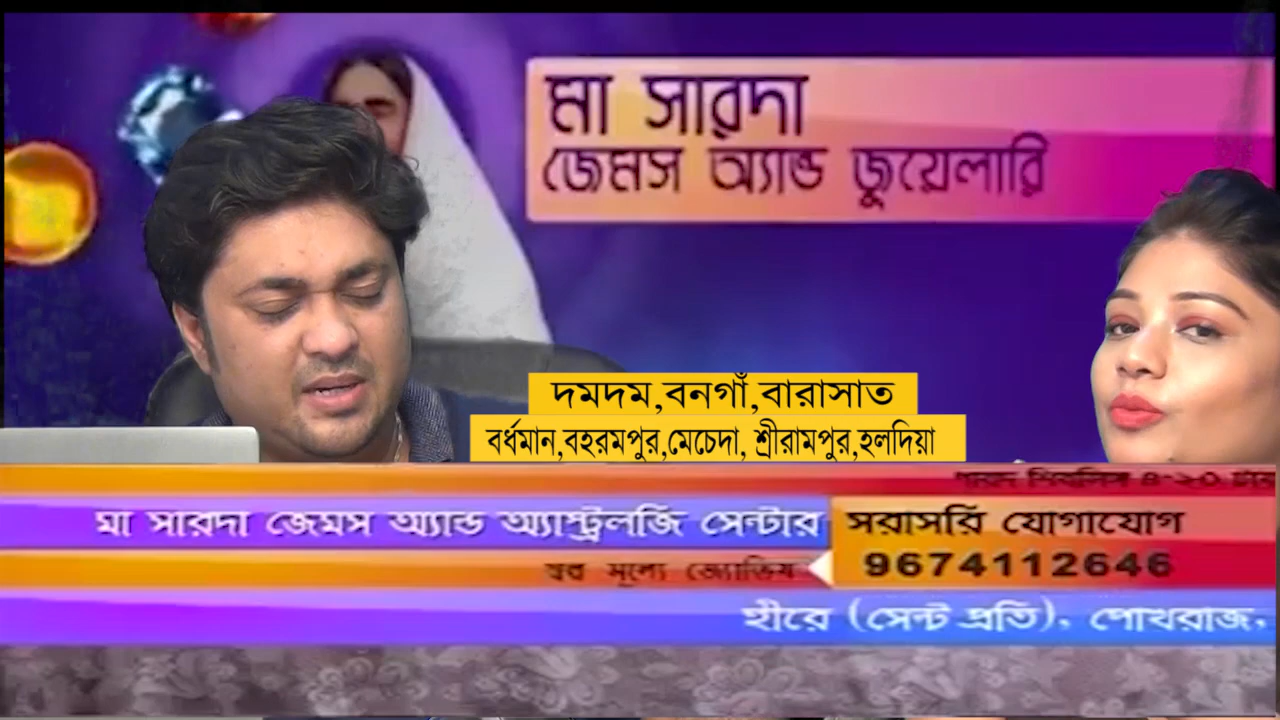 মা সারদা
জেমস অ্যান্ড জুয়েলারি
দমদম,বনগাঁ,বারাসাত
বর্ধমান,বহরমপুর,মেচেদা, শ্রীরামপুর,হলদিয়া
মা সারদা জেমস অ্যান্ড অ্যাস্ট্রলজি সেন্টার
সরাসরি যোগাযোগ
9674112646
স্বল্প মূল্যে জ্যোতিষ
হীরে (সেন্ট প্রতি), পোখরাজ,